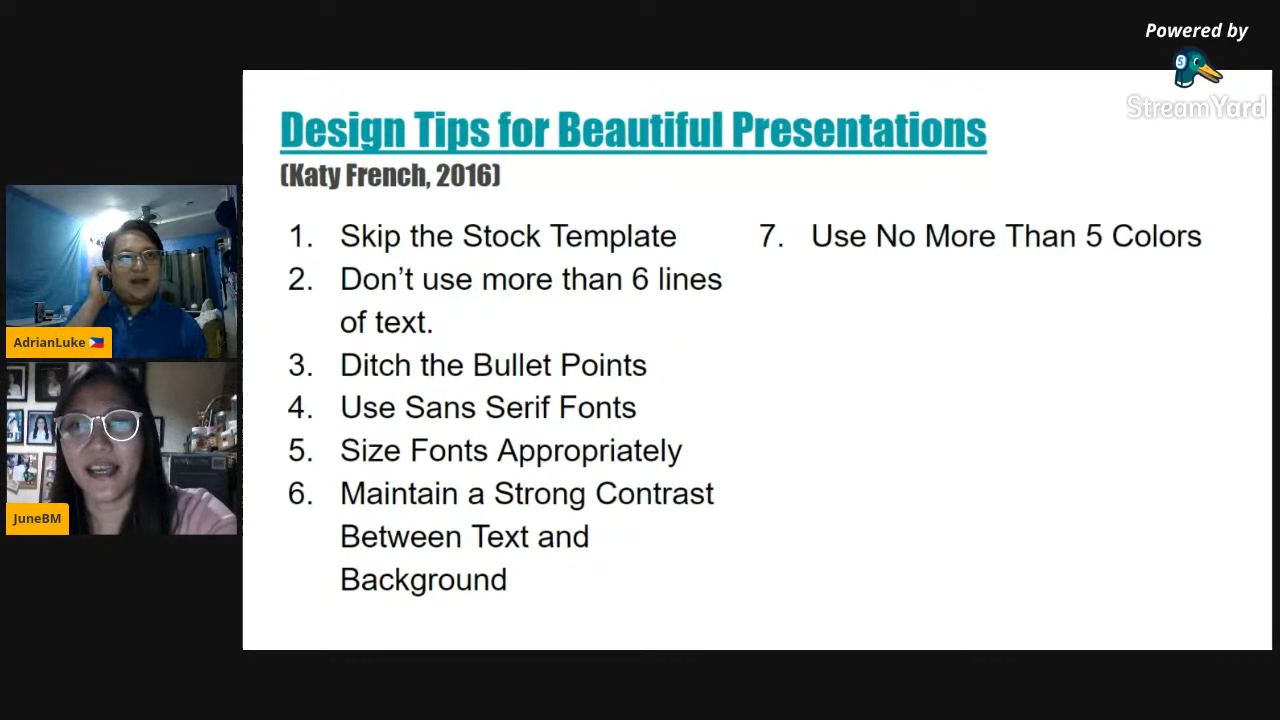 Powered by
StreamYard
Design Tips for Beautiful Presentations
(Katy French, 2016)
1. Skip the Stock Template
2. Don’t use more than 6 lines
of text.
3. Ditch the Bullet Points
4. Use Sans Serif Fonts
5. Size Fonts Appropriately
6. Maintain a Strong Contrast
Between Text and
Background
7. Use No More Than 5 Colors
AdrianLuke 🇵🇭
JuneBM